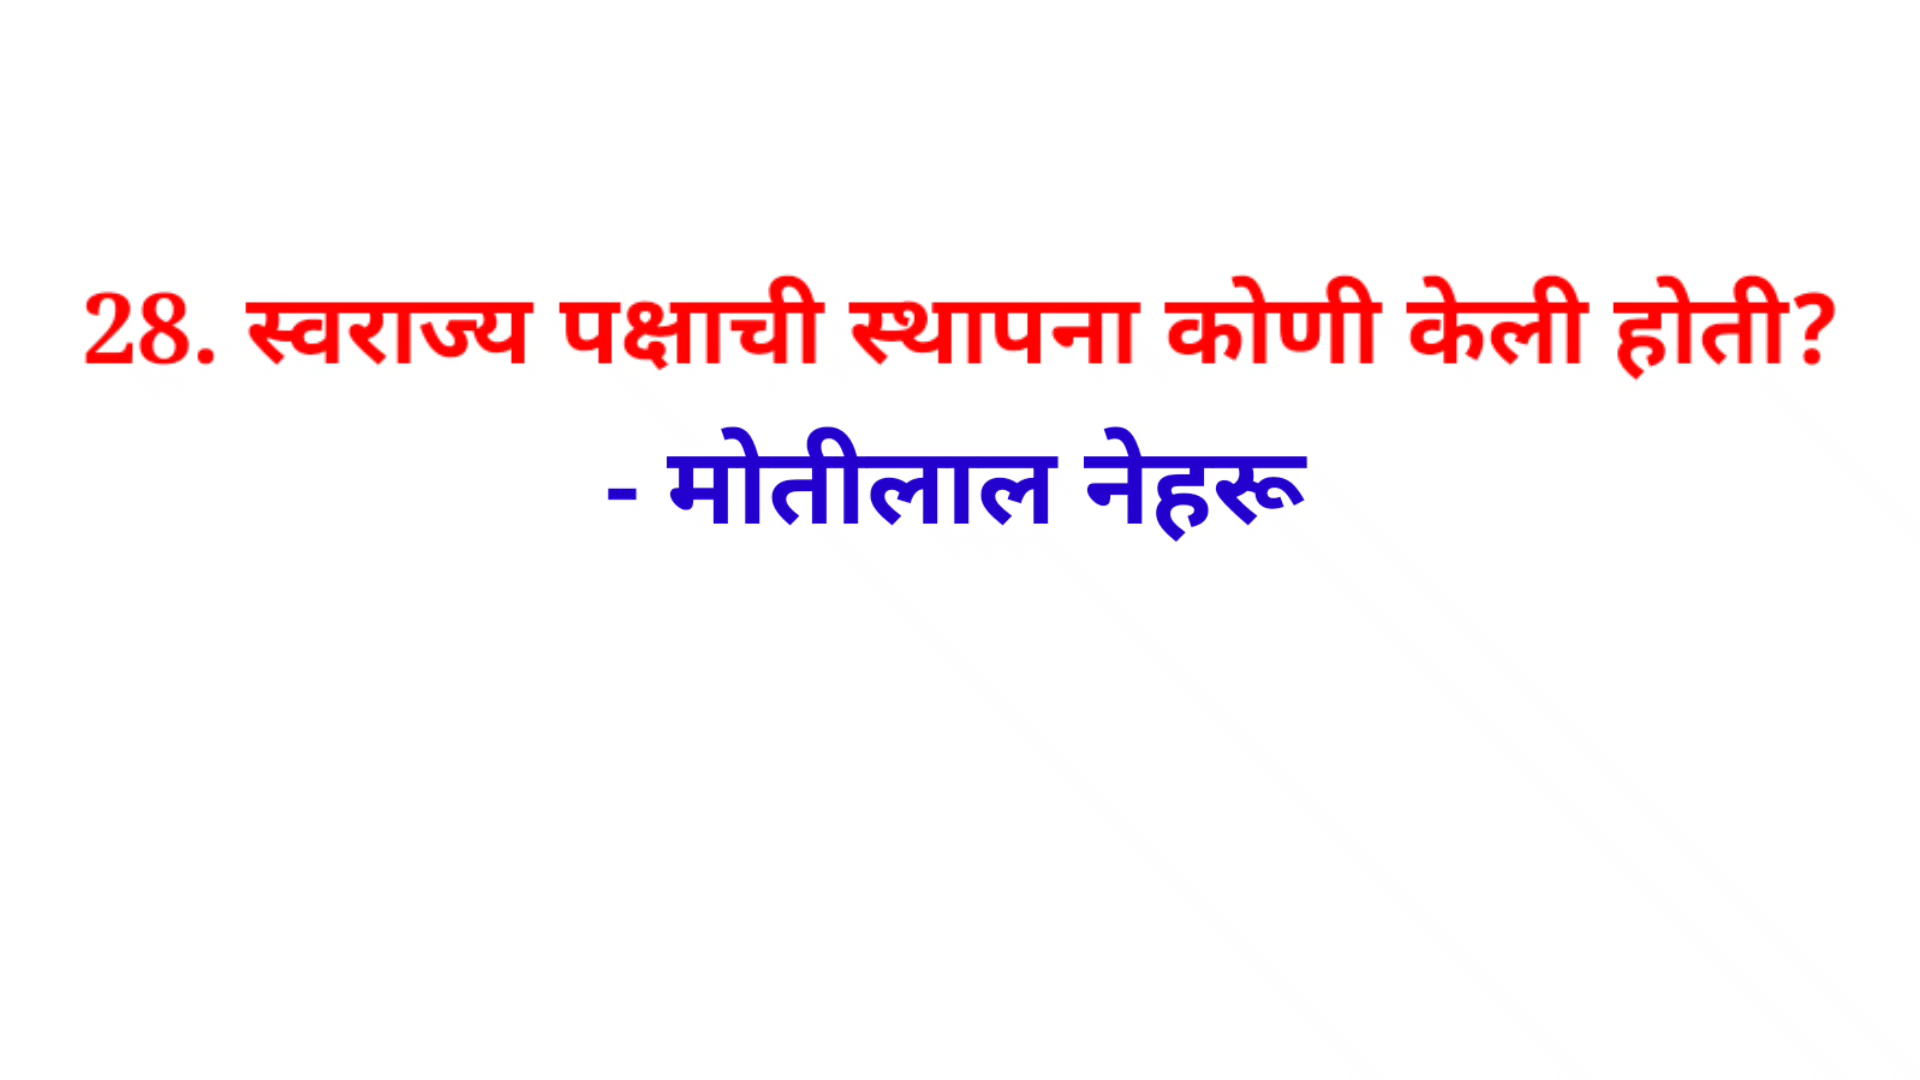 28. स्वराज्य पक्षाची स्थापना कोणी केली होती?
- मोतीलाल नेहरू